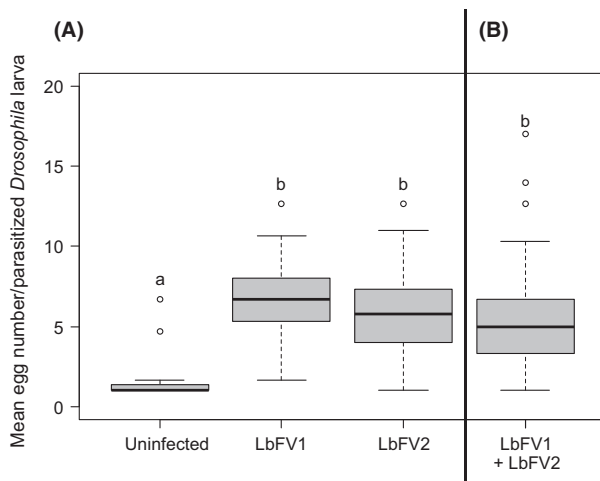 (A)
(B)
Mean egg number/parasitized Drosophila larva
20
15
10
5
0
a
b
b
b
Uninfected
LbFV1
LbFV2
LbFV1
+ LbFV2